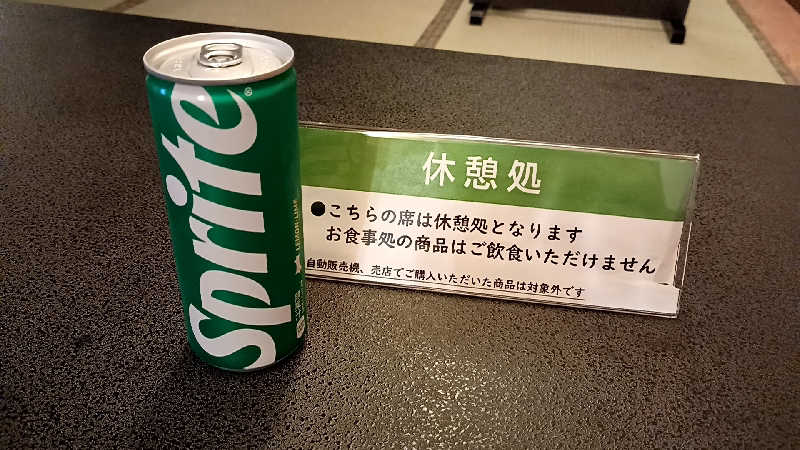 Sprite®
LEMON-LIME
休憩処
●こちらの席は休憩処となります
お食事処の商品はご飲食いただけません
自動販売機、売店でご購入いただいた商品は対象外です